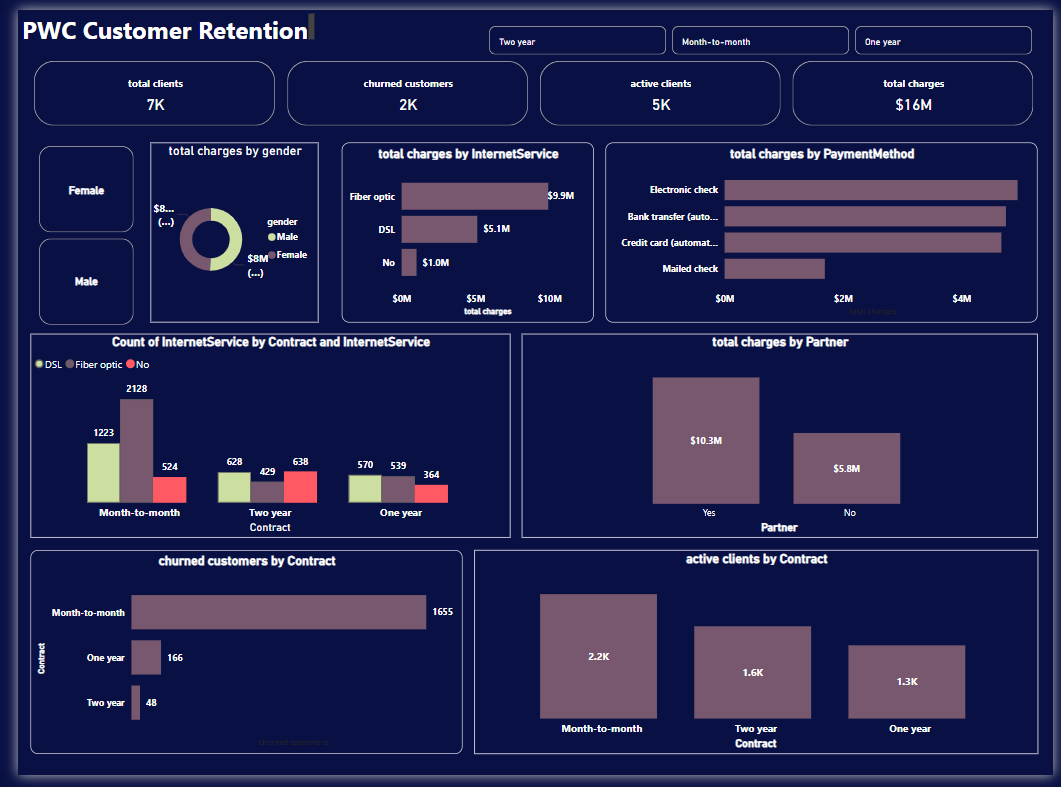 PWC Customer Retention
Two year
Month-to-month
One year
total clients
7K
churned customers
2K
active clients
5K
total charges
$16M
Female
Male
total charges by gender
$8...
(...)
$8M
(...)
gender
Male
Female
total charges by InternetService
Fiber optic
$9.9M
DSL
$5.1M
No
$1.0M
$0M $5M $10M
total charges
total charges by PaymentMethod
Electronic check
Bank transfer (auto...
Credit card (automat...
Mailed check
$0M $2M $4M
total charges
Count of InternetService by Contract and InternetService
DSL Fiber optic No
1223
2128
524
628
429
638
570
539
364
Month-to-month Two year One year
Contract
total charges by Partner
$10.3M
$5.8M
Yes No
Partner
churned customers by Contract
Contract
Month-to-month
1655
One year
166
Two year
48
churned customers
active clients by Contract
2.2K
1.6K
1.3K
Month-to-month Two year One year
Contract